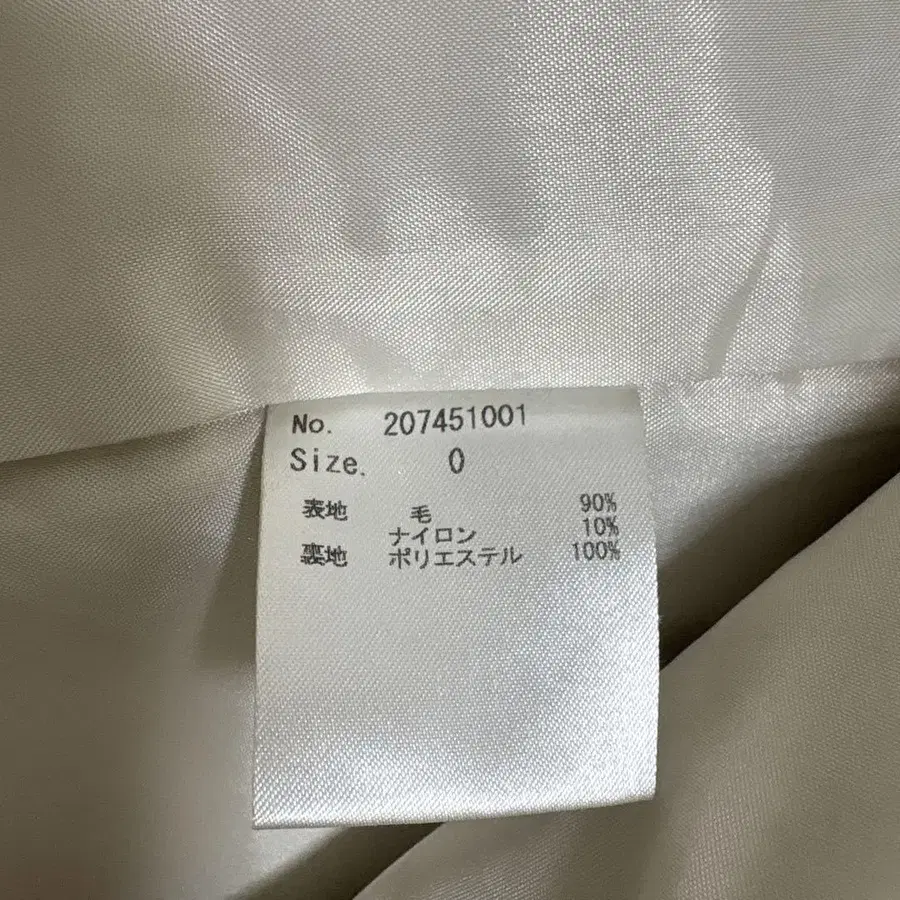 No. 207451001
Size. 0
表地 毛 90%
ナイロン 10%
裏地 ポリエステル 100%